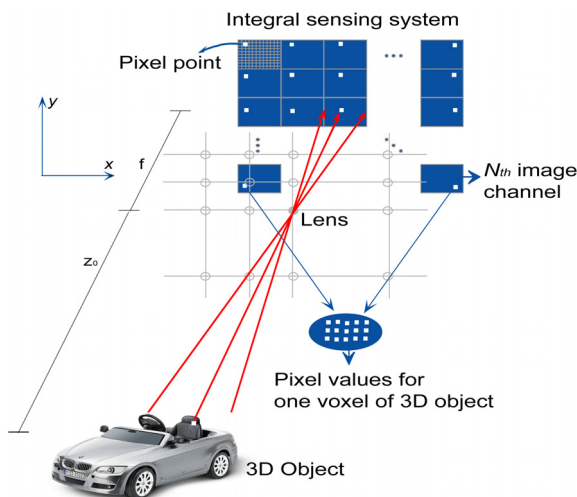 Integral sensing system
Pixel point
y
x
f
z₀
Nth image
channel
Lens
Pixel values for
one voxel of 3D object
3D Object